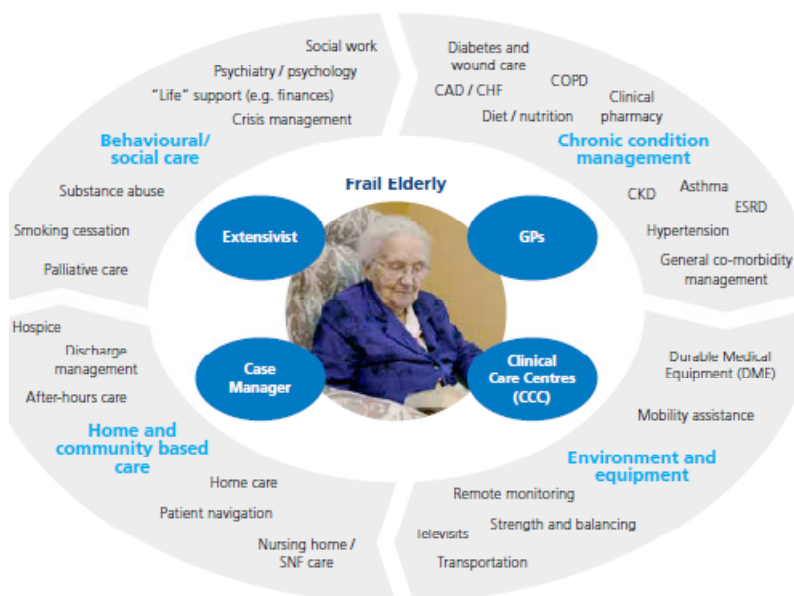 Social work
Psychiatry / psychology
"Life" support (e.g. finances)
Crisis management
Behavioural/
social care
Substance abuse
Smoking cessation
Palliative care
Diabetes and
wound care
COPD
CAD / CHF
Clinical
pharmacy
Diet / nutrition
Chronic condition
management
CKD
Asthma
ESRD
Hypertension
General co-morbidity
management
Frail Elderly
Extensivist
GPs
Case
Manager
Clinical
Care Centres
(CCC)
Hospice
Discharge
management
After-hours care
Home and
community based
care
Home care
Patient navigation
Nursing home /
SNF care
Durable Medical
Equipment (DME)
Mobility assistance
Environment and
equipment
Remote monitoring
Strength and balancing
Televisits
Transportation